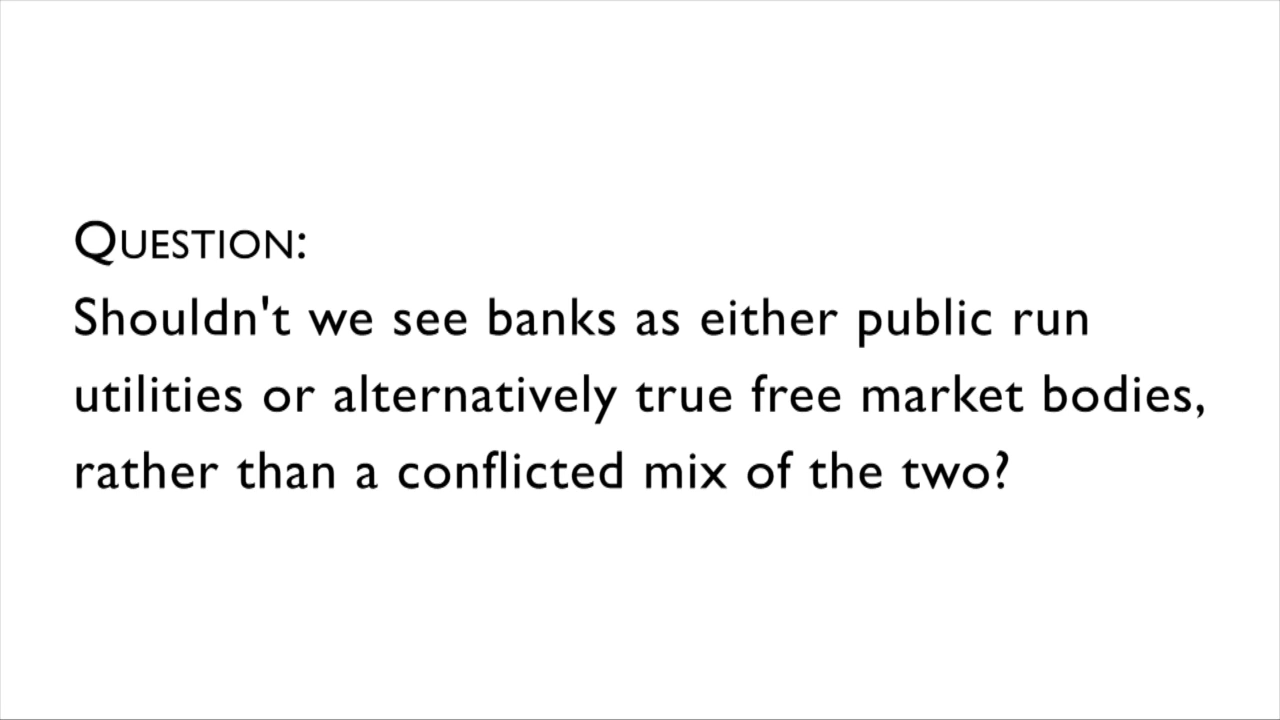 QUESTION:
Shouldn't we see banks as either public run
utilities or alternatively true free market bodies,
rather than a conflicted mix of the two?